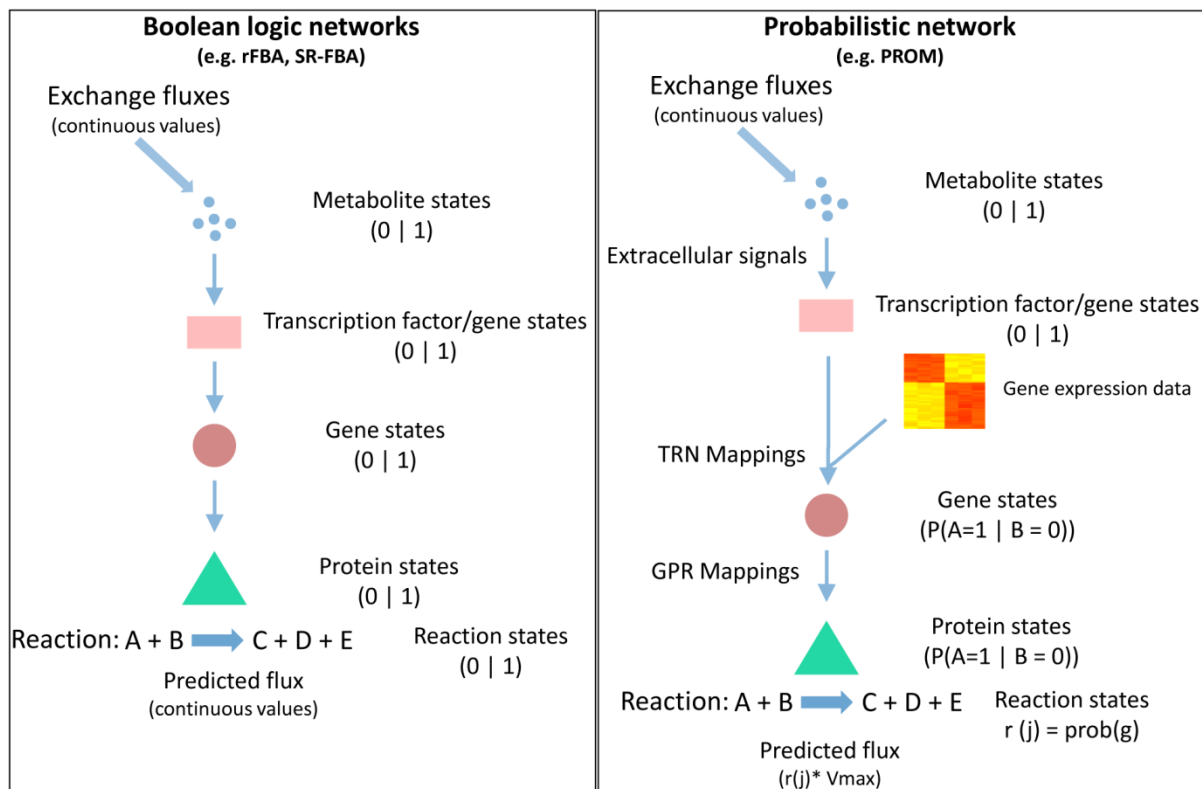 Boolean logic networks
(e.g. rFBA, SR-FBA)
Exchange fluxes
(continuous values)
Metabolite states
(0 | 1)
Transcription factor/gene states
(0 | 1)
Gene states
(0 | 1)
Protein states
(0 | 1)
Reaction: A + B C + D + E
Reaction states
(0 | 1)
Predicted flux
(continuous values)
Probabilistic network
(e.g. PROM)
Exchange fluxes
(continuous values)
Metabolite states
(0 | 1)
Extracellular signals
Transcription factor/gene states
(0 | 1)
Gene expression data
TRN Mappings
Gene states
(P(A=1 | B = 0))
GPR Mappings
Protein states
(P(A=1 | B = 0))
Reaction: A + B C + D + E
Reaction states
r (j) = prob(g)
Predicted flux
(r(j)* Vmax)